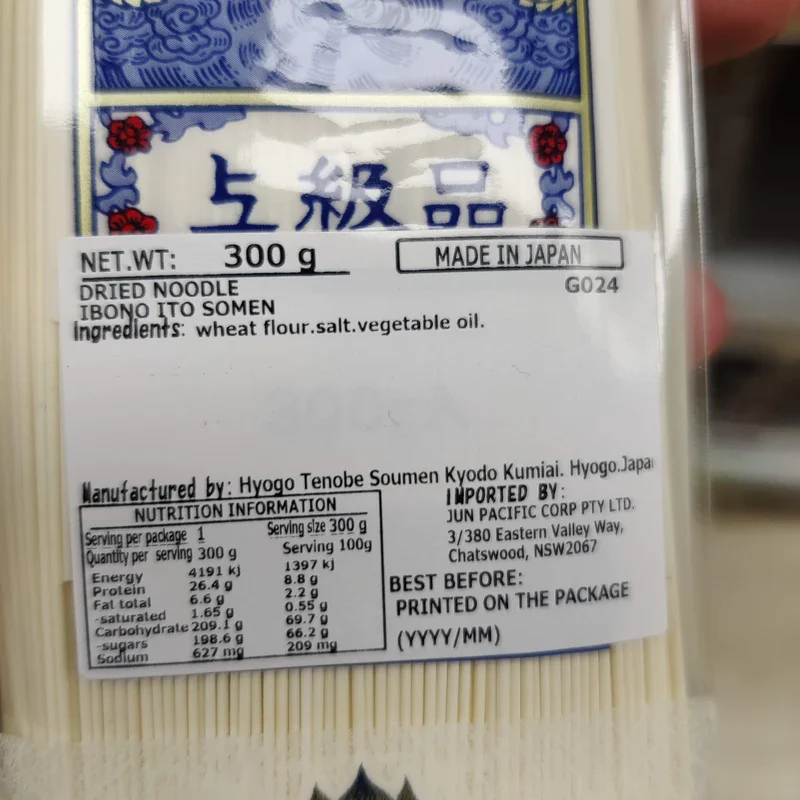 上級品
NET.WT: 300 g
MADE IN JAPAN
DRIED NOODLE
G024
IBONO ITO SOMEN
Ingredients: wheat flour.salt.vegetable oil.
Manufactured by: Hyogo Tenobe Soumen Kyodo Kumiai. Hyogo.Japa
NUTRITION INFORMATION
Serving per package 1 Serving size 300 g
Quantity per serving 300 g Serving 100g
Energy 4191 kj 1397 kj
Protein 26.4 g 8.8 g
Fat total 6.6 g 2.2 g
-saturated 1.65 g 0.55 g
Carbohydrate 209.1 g 69.7 g
-sugars 198.6 g 66.2 g
Sodium 627 mg 209 mg
IMPORTED BY:
JUN PACIFIC CORP PTY LTD.
3/380 Eastern Valley Way,
Chatswood, NSW2067
BEST BEFORE:
PRINTED ON THE PACKAGE
(YYYY/MM)